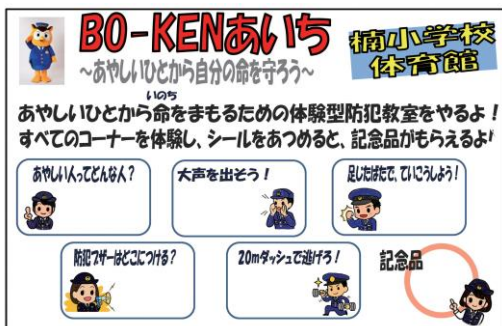 BO-KENあいち
～あやしいひとから自分の命を守ろう～
楠小学校
体育館
いのち
あやしいひとから命をまもるための体験型防犯教室をやるよ！
すべてのコーナーを体験し、シールをあつめると、記念品がもらえるよ！
あやしい人ってどんな人？
大声を出そう！
足じたばたで、ていこうしよう！
防犯ブザーはどこにつける？
20mダッシュで逃げろ！
記念品